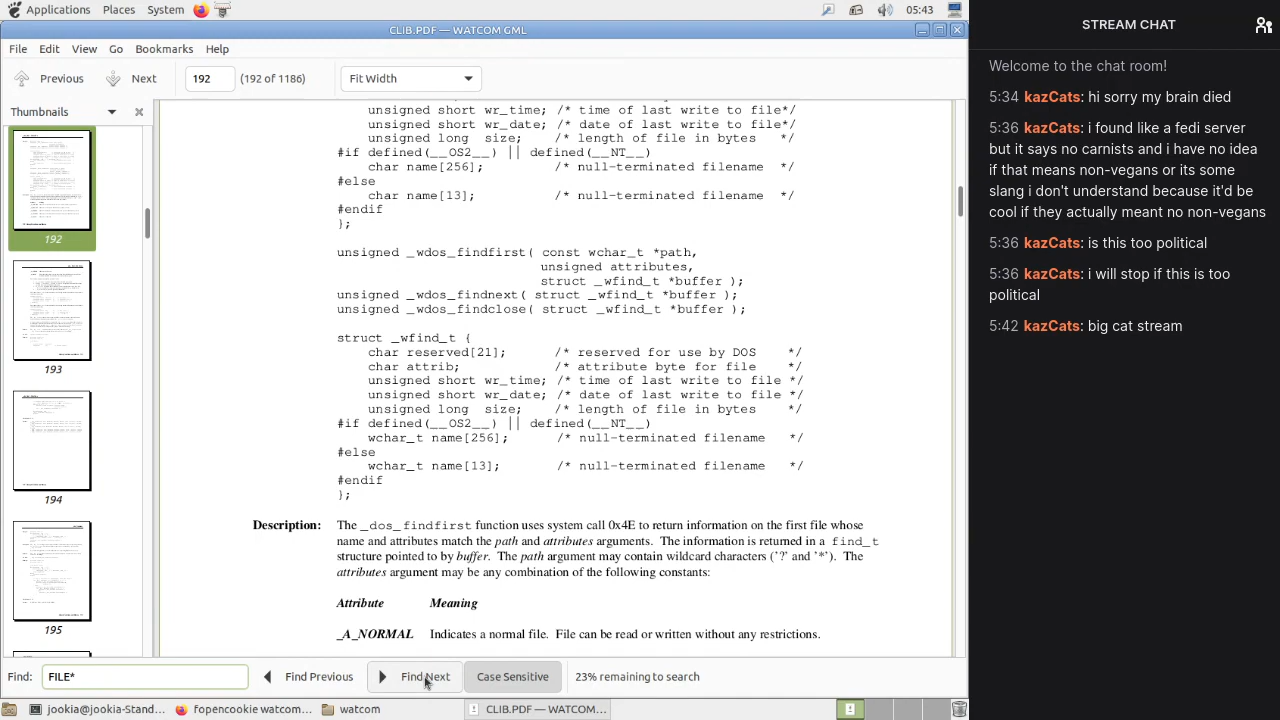 Applications Places System 05:43
CLIB.PDF — WATCOM GML
File Edit View Go Bookmarks Help
Previous Next 192 (192 of 1186) Fit Width
Thumbnails
192
193
194
195
unsigned short wr_time; /* time of last write to file*/
unsigned short wr_date; /* date of last write to file*/
unsigned long size; /* length of file in bytes */
#if defined(__OS2__) || defined(__NT__)
char name[256]; /* null-terminated filename */
#else
char name[13]; /* null-terminated filename */
#endif
};
unsigned _wdos_findfirst( const wchar_t *path,
unsigned attributes,
struct _wfind_t *buffer );
unsigned _wdos_findnext( struct _wfind_t *buffer );
unsigned _wdos_findclose( struct _wfind_t *buffer );
struct _wfind_t {
char reserved[21]; /* reserved for use by DOS */
char attrib; /* attribute byte for file */
unsigned short wr_time; /* time of last write to file */
unsigned short wr_date; /* date of last write to file */
unsigned long size; /* length of file in bytes */
#if defined(__OS2__) || defined(__NT__)
wchar_t name[256]; /* null-terminated filename */
#else
wchar_t name[13]; /* null-terminated filename */
#endif
};
Description: The _dos_findfirst function uses system call 0x4E to return information on the first file whose
name and attributes match the path and attributes arguments. The information is returned in a find_t
structure pointed to by buffer. The path argument may contain wildcard characters ('?' and '*'). The
attributes argument may be any combination of the following constants:
Attribute Meaning
_A_NORMAL Indicates a normal file. File can be read or written without any restrictions.
Find: FILE* Find Previous Find Next Case Sensitive 23% remaining to search
jookia@jookia-Stand... fopencookie watcom... watcom CLIB.PDF — WATCOM...
STREAM CHAT
Welcome to the chat room!
5:34 kazCats: hi sorry my brain died
5:36 kazCats: i found like an sdi server
but it says no carnists and i have no idea
if that means non-vegans or its some
slang i don't understand because it'd be
cool if they actually meant no non-vegans
5:36 kazCats: is this too political
5:36 kazCats: i will stop if this is too
political
5:42 kazCats: big cat stream